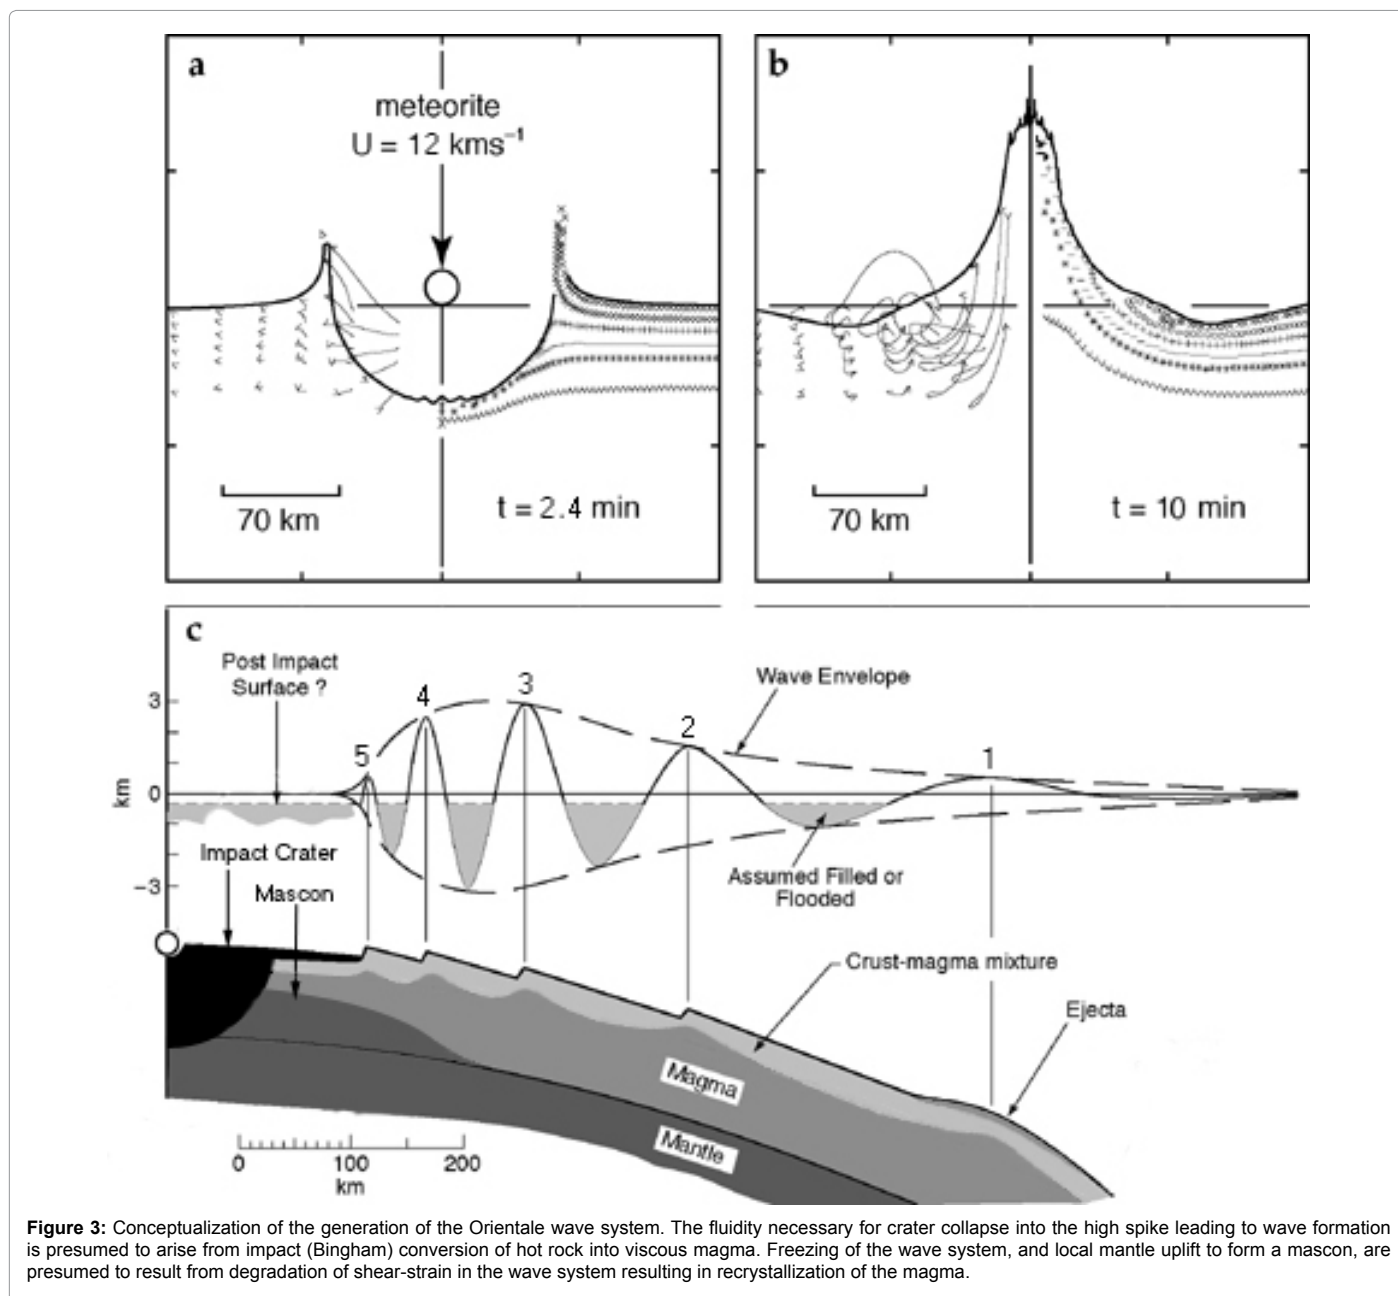 a
meteorite
U = 12 kms⁻¹
70 km
t = 2.4 min
b
70 km
t = 10 min
c
Post Impact
Surface ?
Wave Envelope
5
4
3
2
1
3
0
−3
km
Impact Crater
Mascon
Assumed Filled or
Flooded
Crust-magma mixture
Ejecta
Magma
Mantle
0 100 200
km
Figure 3: Conceptualization of the generation of the Orientale wave system. The fluidity necessary for crater collapse into the high spike leading to wave formation
is presumed to arise from impact (Bingham) conversion of hot rock into viscous magma. Freezing of the wave system, and local mantle uplift to form a mascon, are
presumed to result from degradation of shear-strain in the wave system resulting in recrystallization of the magma.